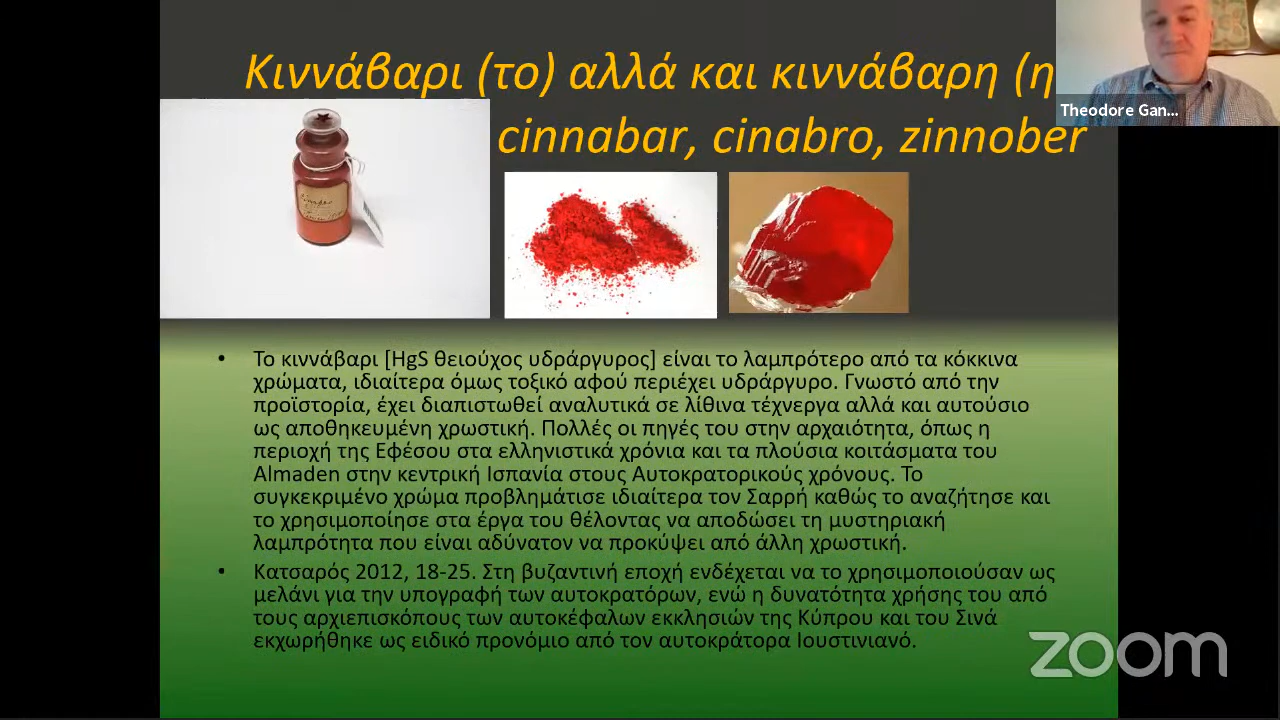 Κιννάβαρι (το) αλλά και κιννάβαρη (η
cinnabar, cinabro, zinnober
Theodore Gan...
• Το κιννάβαρι [HgS θειούχος υδράργυρος] είναι το λαμπρότερο από τα κόκκινα
χρώματα, ιδιαίτερα όμως τοξικό αφού περιέχει υδράργυρο. Γνωστό από την
προϊστορία, έχει διαπιστωθεί αναλυτικά σε λίθινα τέχνεργα αλλά και αυτούσιο
ως αποθηκευμένη χρωστική. Πολλές οι πηγές του στην αρχαιότητα, όπως η
περιοχή της Εφέσου στα ελληνιστικά χρόνια και τα πλούσια κοιτάσματα του
Almaden στην κεντρική Ισπανία στους Αυτοκρατορικούς χρόνους. Το
συγκεκριμένο χρώμα προβλημάτισε ιδιαίτερα τον Σαρρή καθώς το αναζήτησε και
το χρησιμοποίησε στα έργα του θέλοντας να αποδώσει τη μυστηριακή
λαμπρότητα που είναι αδύνατον να προκύψει από άλλη χρωστική.
• Κατσαρός 2012, 18-25. Στη βυζαντινή εποχή ενδέχεται να το χρησιμοποιούσαν ως
μελάνι για την υπογραφή των αυτοκρατόρων, ενώ η δυνατότητα χρήσης του από
τους αρχιεπισκόπους των αυτοκέφαλων εκκλησιών της Κύπρου και του Σινά
εκχωρήθηκε ως ειδικό προνόμιο από τον αυτοκράτορα Ιουστινιανό.
zoom